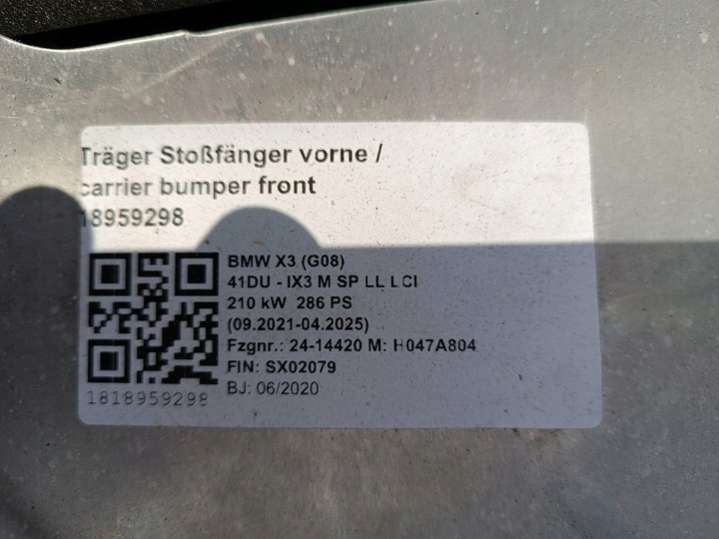 Träger Stoßfänger vorne /
carrier bumper front
18959298
BMW X3 (G08)
41DU - IX3 M SP LL LCI
210 kW 286 PS
(09.2021-04.2025)
Fzgnr.: 24-14420 M: H047A804
FIN: SX02079
BJ: 06/2020
1818959298